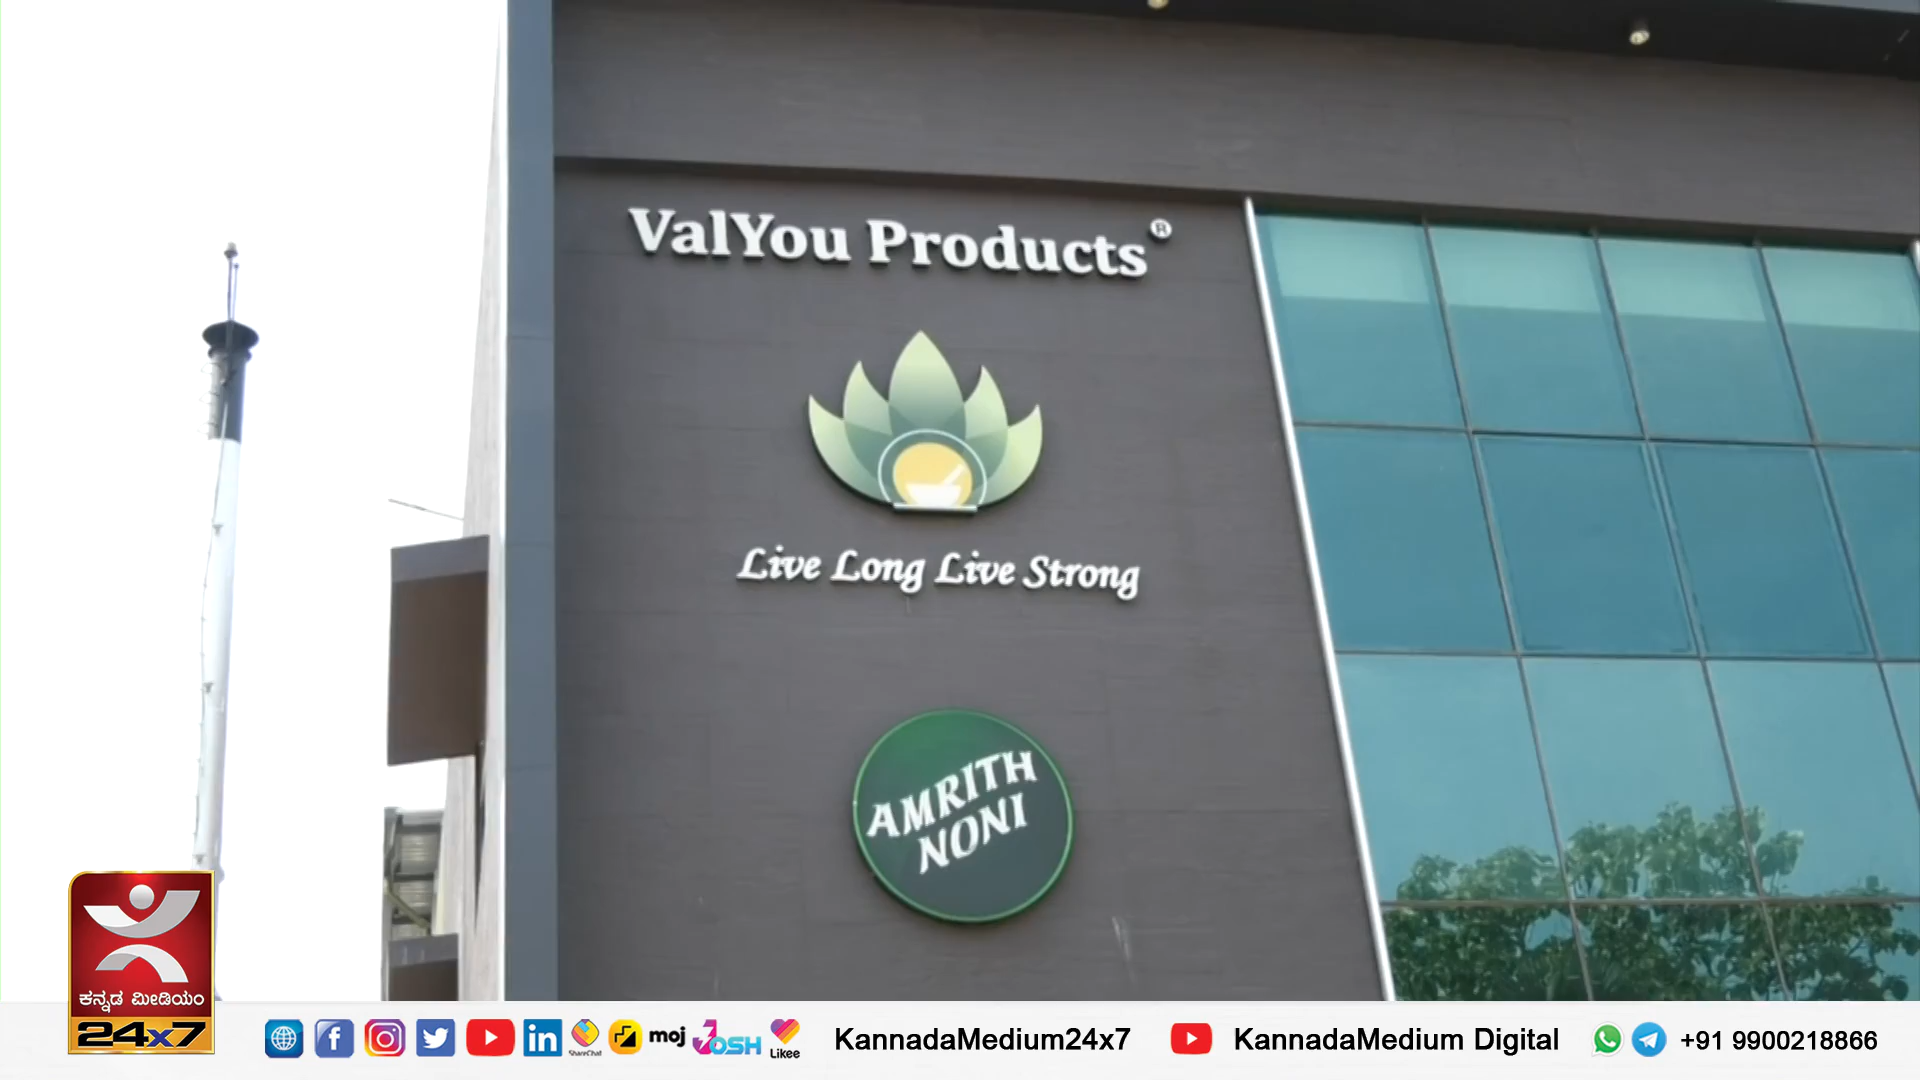 ValYou Products®
Live Long Live Strong
AMRITH
NONI
ಕನ್ನಡ ಮೀಡಿಯಂ
24x7
ShareChat
moj
JOSH
Likee
KannadaMedium24x7
KannadaMedium Digital
+91 9900218866